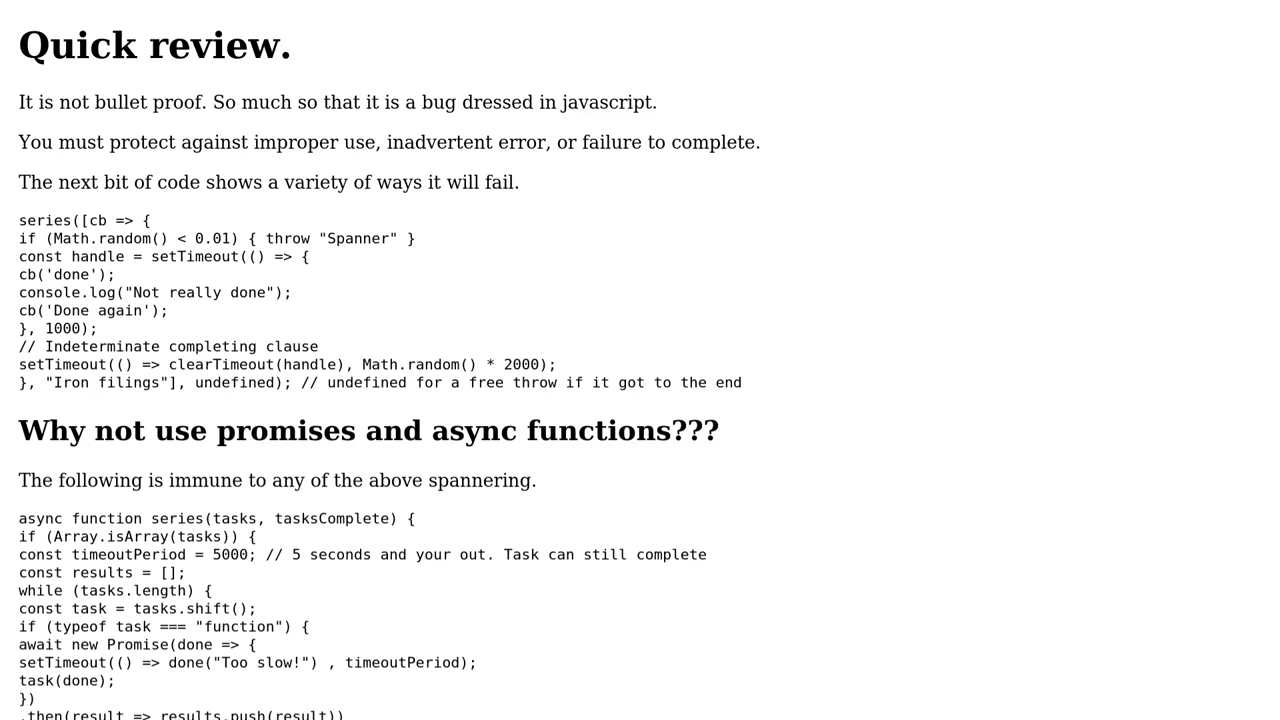 Quick review.
It is not bullet proof. So much so that it is a bug dressed in javascript.
You must protect against improper use, inadvertent error, or failure to complete.
The next bit of code shows a variety of ways it will fail.
series([cb => {
if (Math.random() < 0.01) { throw "Spanner" }
const handle = setTimeout(() => {
cb('done');
console.log("Not really done");
cb('Done again');
}, 1000);
// Indeterminate completing clause
setTimeout(() => clearTimeout(handle), Math.random() * 2000);
}, "Iron filings"], undefined); // undefined for a free throw if it got to the end
Why not use promises and async functions???
The following is immune to any of the above spannering.
async function series(tasks, tasksComplete) {
if (Array.isArray(tasks)) {
const timeoutPeriod = 5000; // 5 seconds and your out. Task can still complete
const results = [];
while (tasks.length) {
const task = tasks.shift();
if (typeof task === "function") {
await new Promise(done => {
setTimeout(() => done("Too slow!") , timeoutPeriod);
task(done);
})
.then(result => results.push(result))